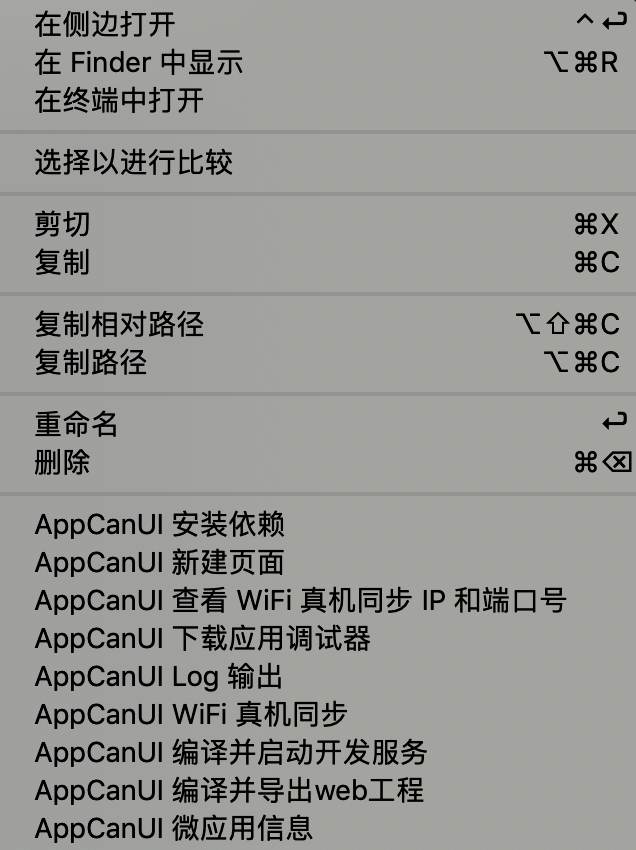 在侧边打开 ^↩
在 Finder 中显示 ⌥⌘R
在终端中打开
选择以进行比较
剪切 ⌘X
复制 ⌘C
复制相对路径 ⌥⇧⌘C
复制路径 ⌥⌘C
重命名 ↩
删除 ⌘⌫
AppCanUI 安装依赖
AppCanUI 新建页面
AppCanUI 查看 WiFi 真机同步 IP 和端口号
AppCanUI 下载应用调试器
AppCanUI Log 输出
AppCanUI WiFi 真机同步
AppCanUI 编译并启动开发服务
AppCanUI 编译并导出web工程
AppCanUI 微应用信息